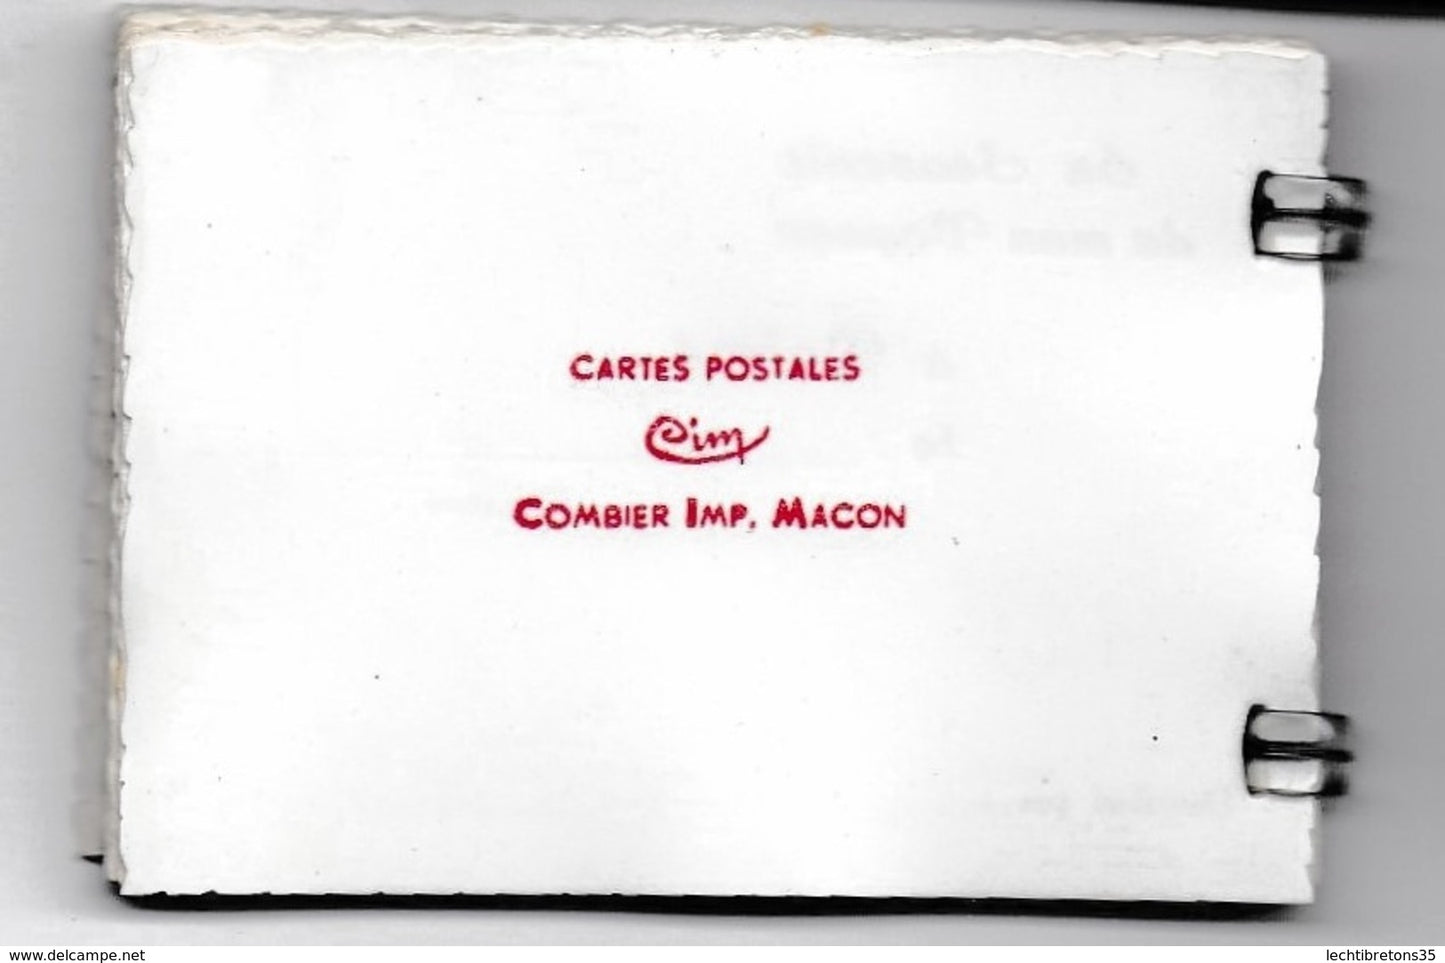 CARTES POSTALES
Cim
COMBIER IMP. MACON
www.delcampe.net
lechtibretons35